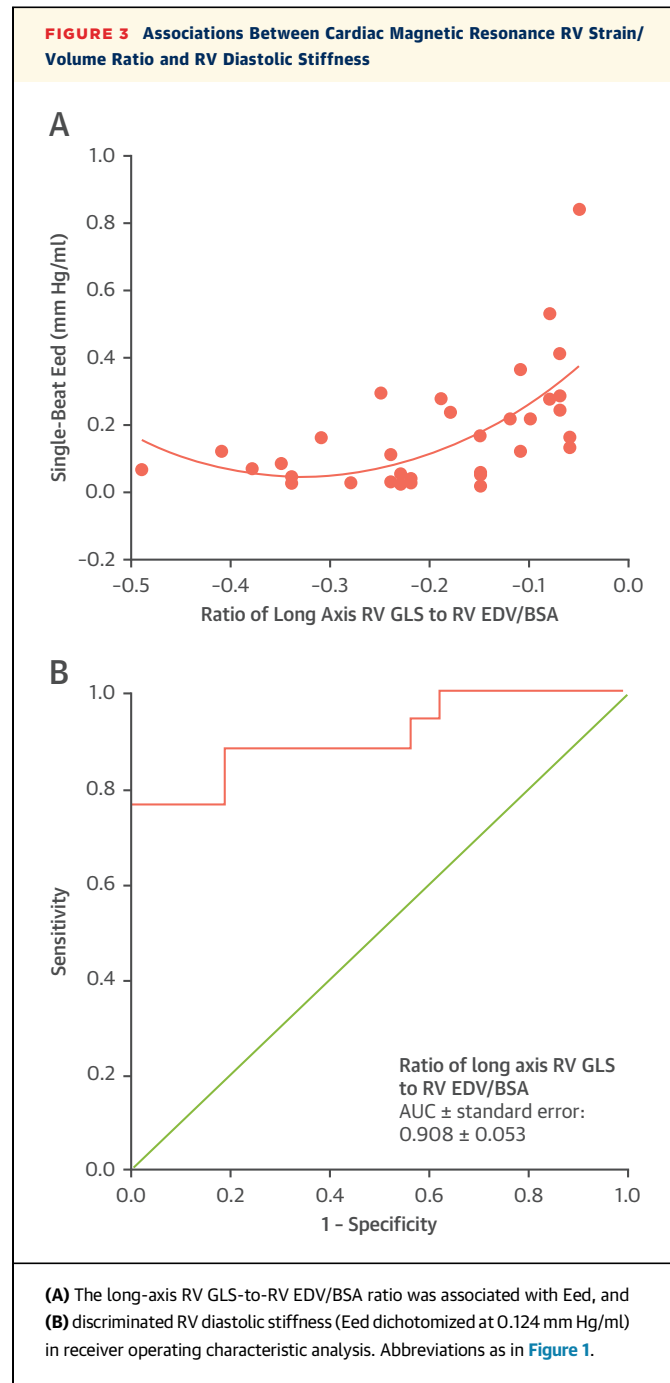 FIGURE 3 Associations Between Cardiac Magnetic Resonance RV Strain/
Volume Ratio and RV Diastolic Stiffness
A
1.0
0.8
0.6
0.4
0.2
0.0
-0.2
Single-Beat Eed (mm Hg/ml)
-0.5 -0.4 -0.3 -0.2 -0.1 0.0
Ratio of Long Axis RV GLS to RV EDV/BSA
B
1.0
0.8
0.6
0.4
0.2
0.0
Sensitivity
Ratio of long axis RV GLS
to RV EDV/BSA
AUC ± standard error:
0.908 ± 0.053
0.0 0.2 0.4 0.6 0.8 1.0
1 - Specificity
(A) The long-axis RV GLS-to-RV EDV/BSA ratio was associated with Eed, and
(B) discriminated RV diastolic stiffness (Eed dichotomized at 0.124 mm Hg/ml)
in receiver operating characteristic analysis. Abbreviations as in Figure 1.